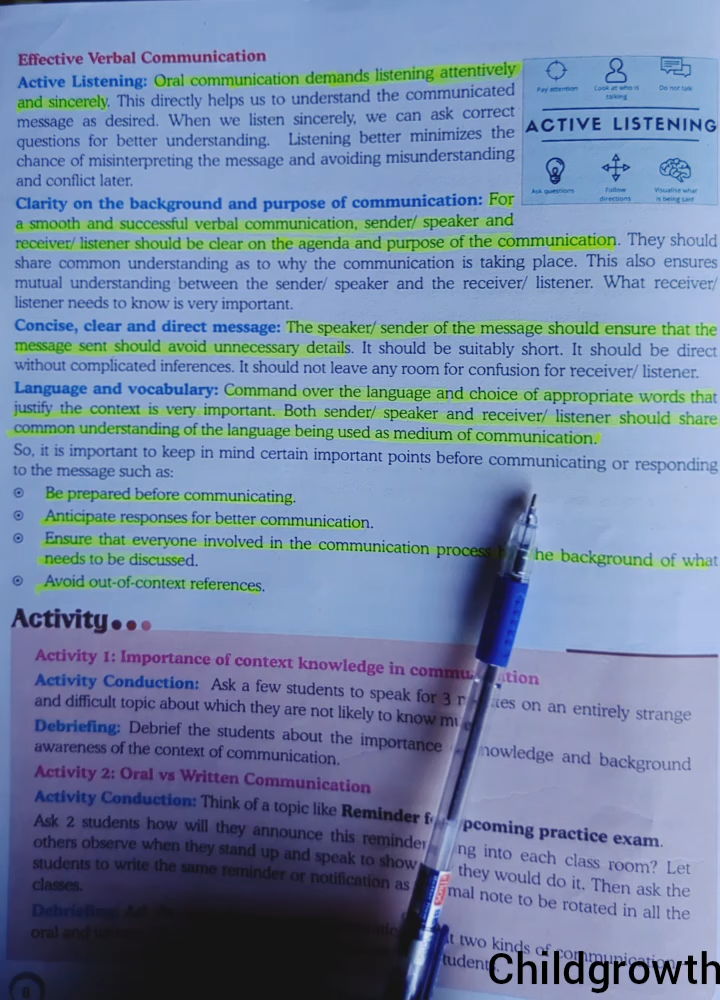 Effective Verbal Communication
Active Listening: Oral communication demands listening attentively
and sincerely. This directly helps us to understand the communicated
message as desired. When we listen sincerely, we can ask correct
questions for better understanding. Listening better minimizes the
chance of misinterpreting the message and avoiding misunderstanding
and conflict later.
Pay attention
Look at who is
talking
Do not talk
ACTIVE LISTENING
Ask questions
Follow
directions
Visualise what
is being said
Clarity on the background and purpose of communication: For
a smooth and successful verbal communication, sender/ speaker and
receiver/ listener should be clear on the agenda and purpose of the communication. They should
share common understanding as to why the communication is taking place. This also ensures
mutual understanding between the sender/ speaker and the receiver/ listener. What receiver/
listener needs to know is very important.
Concise, clear and direct message: The speaker/ sender of the message should ensure that the
message sent should avoid unnecessary details. It should be suitably short. It should be direct
without complicated inferences. It should not leave any room for confusion for receiver/ listener.
Language and vocabulary: Command over the language and choice of appropriate words that
justify the context is very important. Both sender/ speaker and receiver/ listener should share
common understanding of the language being used as medium of communication.
So, it is important to keep in mind certain important points before communicating or responding
to the message such as:
Be prepared before communicating.
Anticipate responses for better communication.
Ensure that everyone involved in the communication process he background of what
needs to be discussed.
Avoid out-of-context references.
Activity...
Activity 1: Importance of context knowledge in commu tion
Activity Conduction: Ask a few students to speak for 3 tes on an entirely strange
and difficult topic about which they are not likely to know
Debriefing: Debrief the students about the importance nowledge and background
awareness of the context of communication.
Activity 2: Oral vs Written Communication
Activity Conduction: Think of a topic like Reminder pcoming practice exam.
Ask 2 students how will they announce this reminder ng into each class room? Let
others observe when they stand up and speak to show they would do it. Then ask the
students to write the same reminder or notification as mal note to be rotated in all the
classes.
Debriefing:
oral and two kinds of communication
Childgrowth